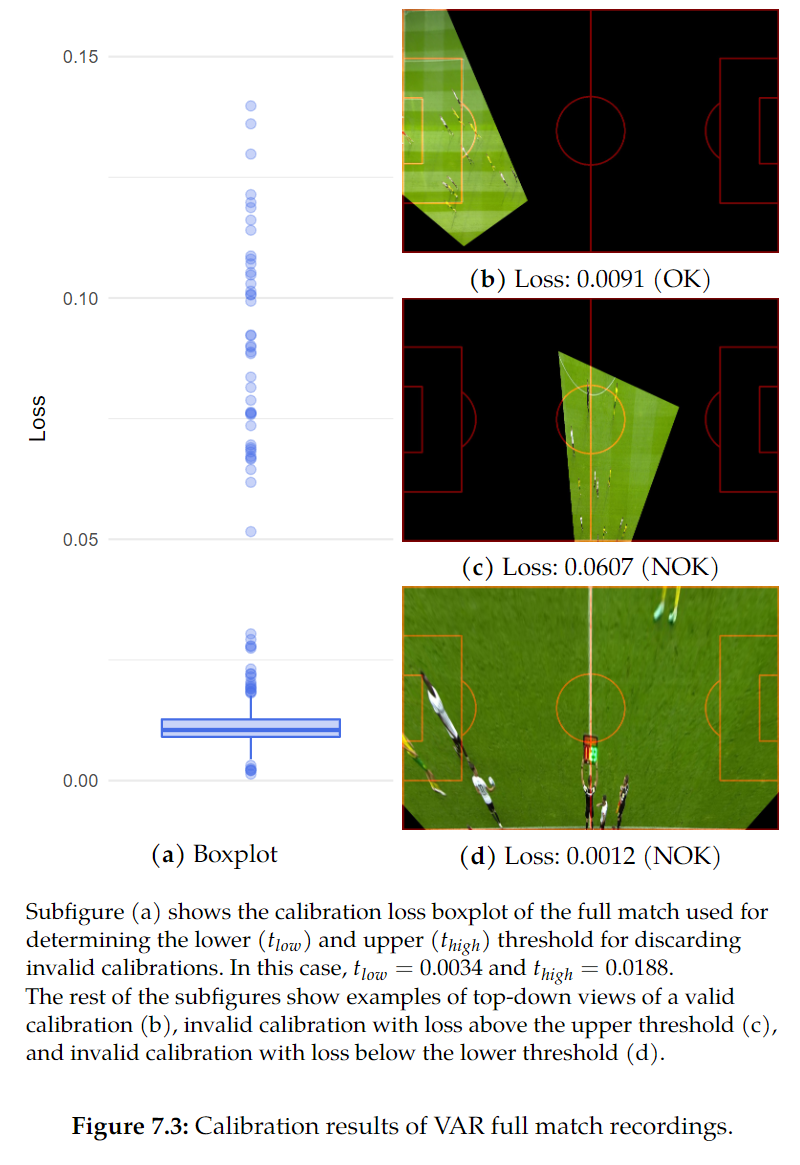 0.15
0.10
0.05
0.00
Loss
(a) Boxplot
(b) Loss: 0.0091 (OK)
(c) Loss: 0.0607 (NOK)
(d) Loss: 0.0012 (NOK)
Subfigure (a) shows the calibration loss boxplot of the full match used for
determining the lower (t_low) and upper (t_high) threshold for discarding
invalid calibrations. In this case, t_low = 0.0034 and t_high = 0.0188.
The rest of the subfigures show examples of top-down views of a valid
calibration (b), invalid calibration with loss above the upper threshold (c),
and invalid calibration with loss below the lower threshold (d).
Figure 7.3: Calibration results of VAR full match recordings.